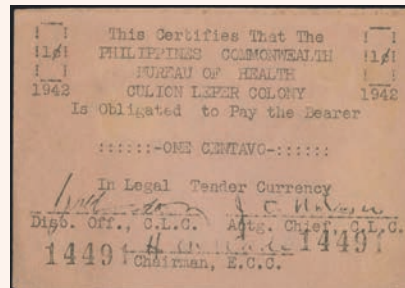 This Certifies That The
1¢ PHILIPPINES COMMONWEALTH 1¢
BUREAU OF HEALTH
1942 CULION LEPER COLONY 1942
Is Obligated to Pay the Bearer
::::::-ONE CENTAVO-::::::
In Legal Tender Currency
Disb. Off., C.L.C. Actg. Chief, C.L.C.
14491 14491
Chairman, E.C.C.